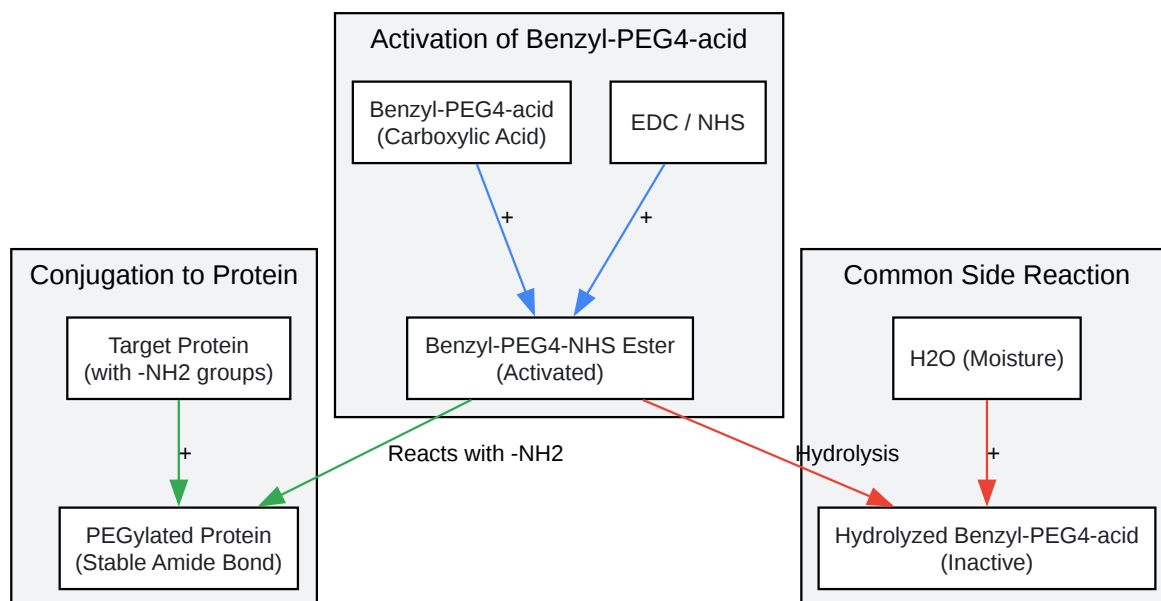 Activation of Benzyl-PEG4-acid
Benzyl-PEG4-acid
(Carboxylic Acid)
EDC / NHS
+
+
Benzyl-PEG4-NHS Ester
(Activated)
Conjugation to Protein
Target Protein
(with -NH2 groups)
+
Reacts with -NH2
PEGylated Protein
(Stable Amide Bond)
Common Side Reaction
H2O (Moisture)
Hydrolysis
+
Hydrolyzed Benzyl-PEG4-acid
(Inactive)